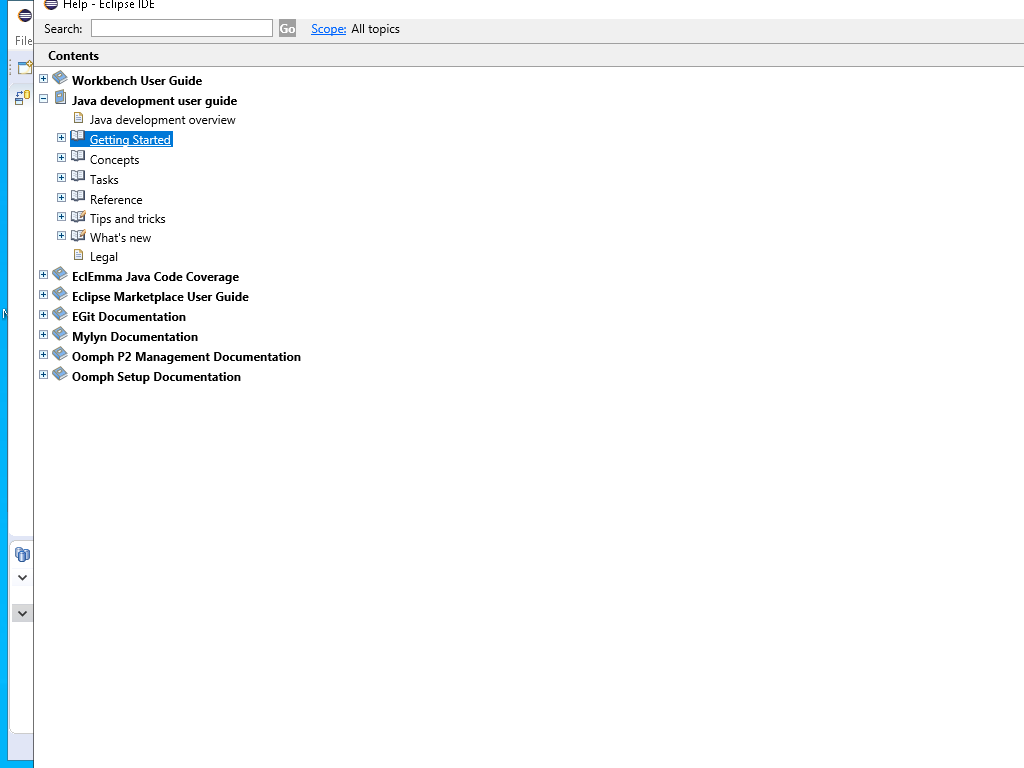 Help - Eclipse IDE
File
Search: Go Scope: All topics
Contents
Workbench User Guide
Java development user guide
Java development overview
Getting Started
Concepts
Tasks
Reference
Tips and tricks
What's new
Legal
EclEmma Java Code Coverage
Eclipse Marketplace User Guide
EGit Documentation
Mylyn Documentation
Oomph P2 Management Documentation
Oomph Setup Documentation